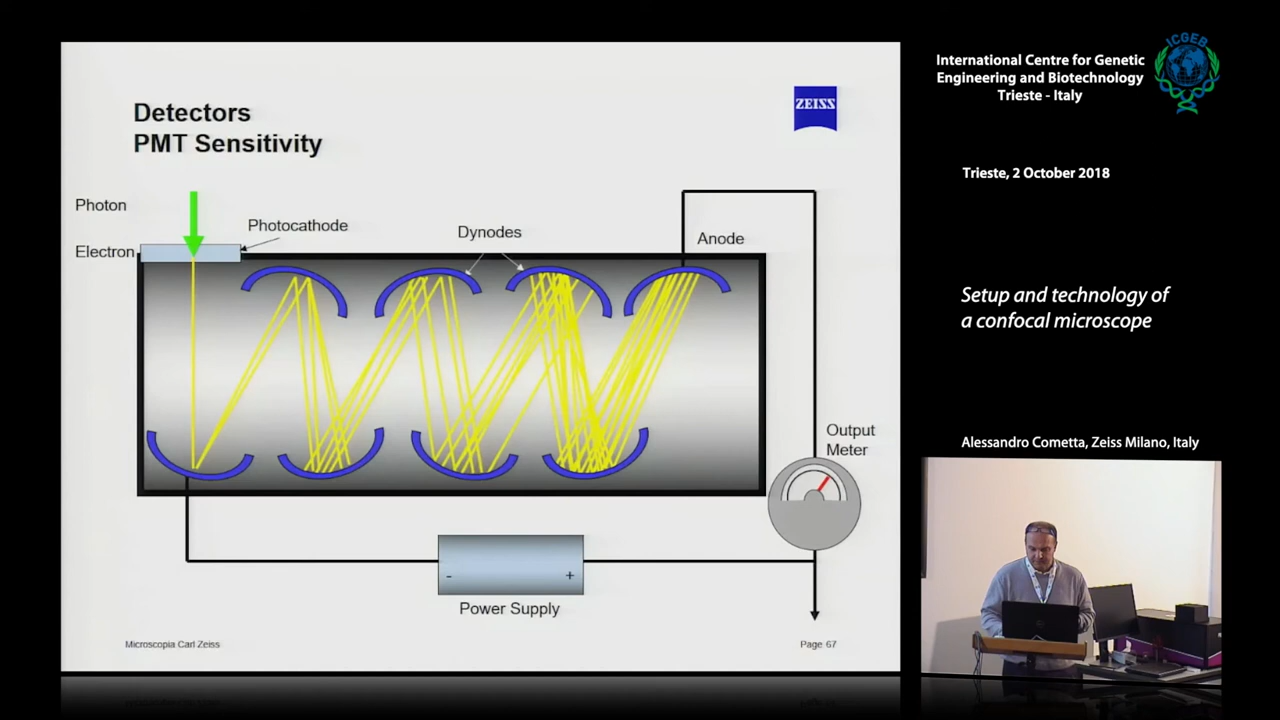 Detectors
PMT Sensitivity
ZEISS
Photon
Photocathode
Dynodes
Electron
Anode
Output
Meter
-
+
Power Supply
Microscopia Carl Zeiss
Page 67
International Centre for Genetic
Engineering and Biotechnology
Trieste - Italy
ICGEB
Trieste, 2 October 2018
Setup and technology of
a confocal microscope
Alessandro Cometta, Zeiss Milano, Italy